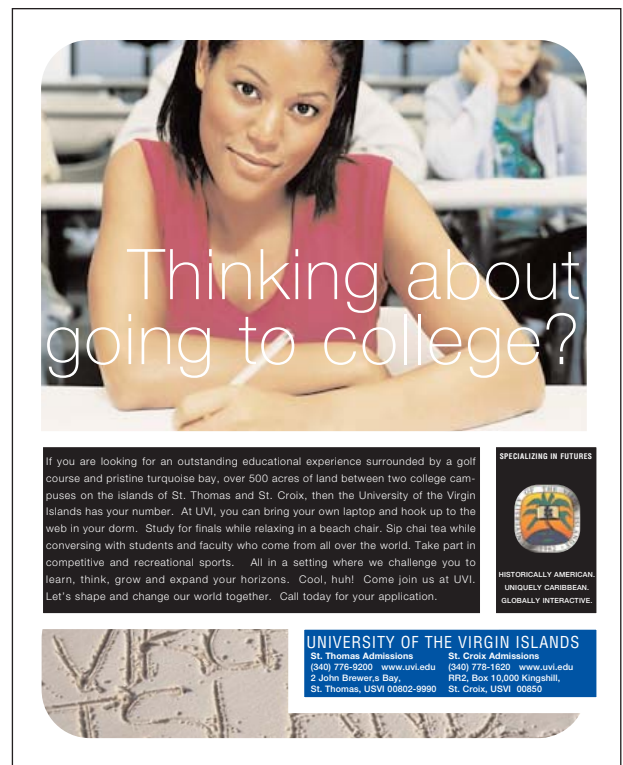 Thinking about
going to college?
If you are looking for an outstanding educational experience surrounded by a golf
course and pristine turquoise bay, over 500 acres of land between two college cam-
puses on the islands of St. Thomas and St. Croix, then the University of the Virgin
Islands has your number. At UVI, you can bring your own laptop and hook up to the
web in your dorm. Study for finals while relaxing in a beach chair. Sip chai tea while
conversing with students and faculty who come from all over the world. Take part in
competitive and recreational sports. All in a setting where we challenge you to
learn, think, grow and expand your horizons. Cool, huh! Come join us at UVI.
Let's shape and change our world together. Call today for your application.
SPECIALIZING IN FUTURES
HISTORICALLY AMERICAN.
UNIQUELY CARIBBEAN.
GLOBALLY INTERACTIVE.
UNIVERSITY OF THE VIRGIN ISLANDS
St. Thomas Admissions
(340) 776-9200 www.uvi.edu
2 John Brewer,s Bay,
St. Thomas, USVI 00802-9990
St. Croix Admissions
(340) 778-1620 www.uvi.edu
RR2, Box 10,000 Kingshill,
St. Croix, USVI 00850